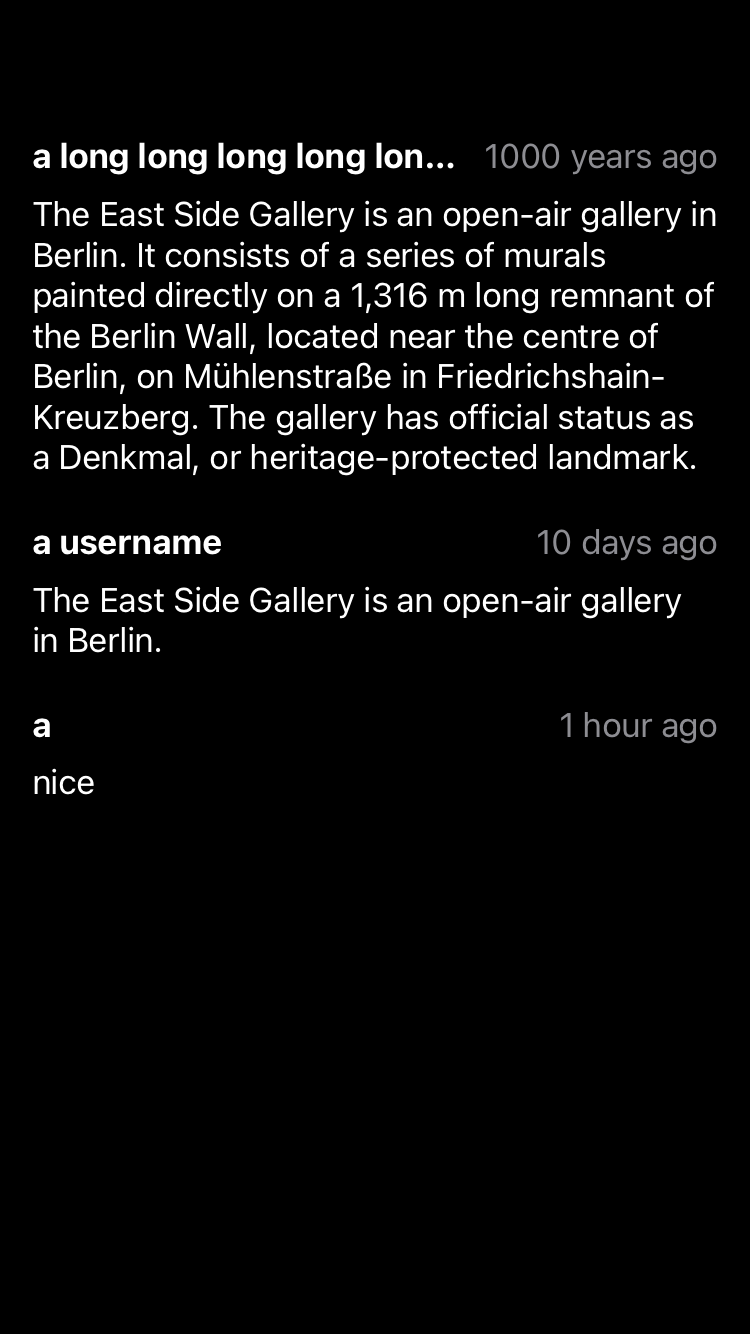 a long long long long lon... 1000 years ago
The East Side Gallery is an open-air gallery in
Berlin. It consists of a series of murals
painted directly on a 1,316 m long remnant of
the Berlin Wall, located near the centre of
Berlin, on Mühlenstraße in Friedrichshain-
Kreuzberg. The gallery has official status as
a Denkmal, or heritage-protected landmark.
a username 10 days ago
The East Side Gallery is an open-air gallery
in Berlin.
a 1 hour ago
nice